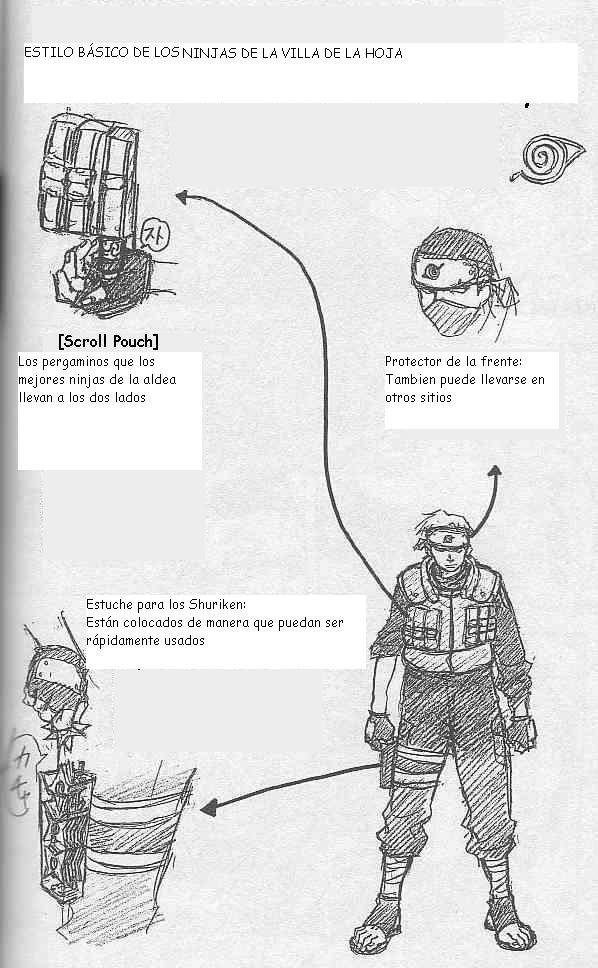 ESTILO BÁSICO DE LOS NINJAS DE LA VILLA DE LA HOJA
자
[Scroll Pouch]
Los pergaminos que los
mejores ninjas de la aldea
llevan a los dos lados
Protector de la frente:
Tambien puede llevarse en
otros sitios
Estuche para los Shuriken:
Están colocados de manera que puedan ser
rápidamente usados